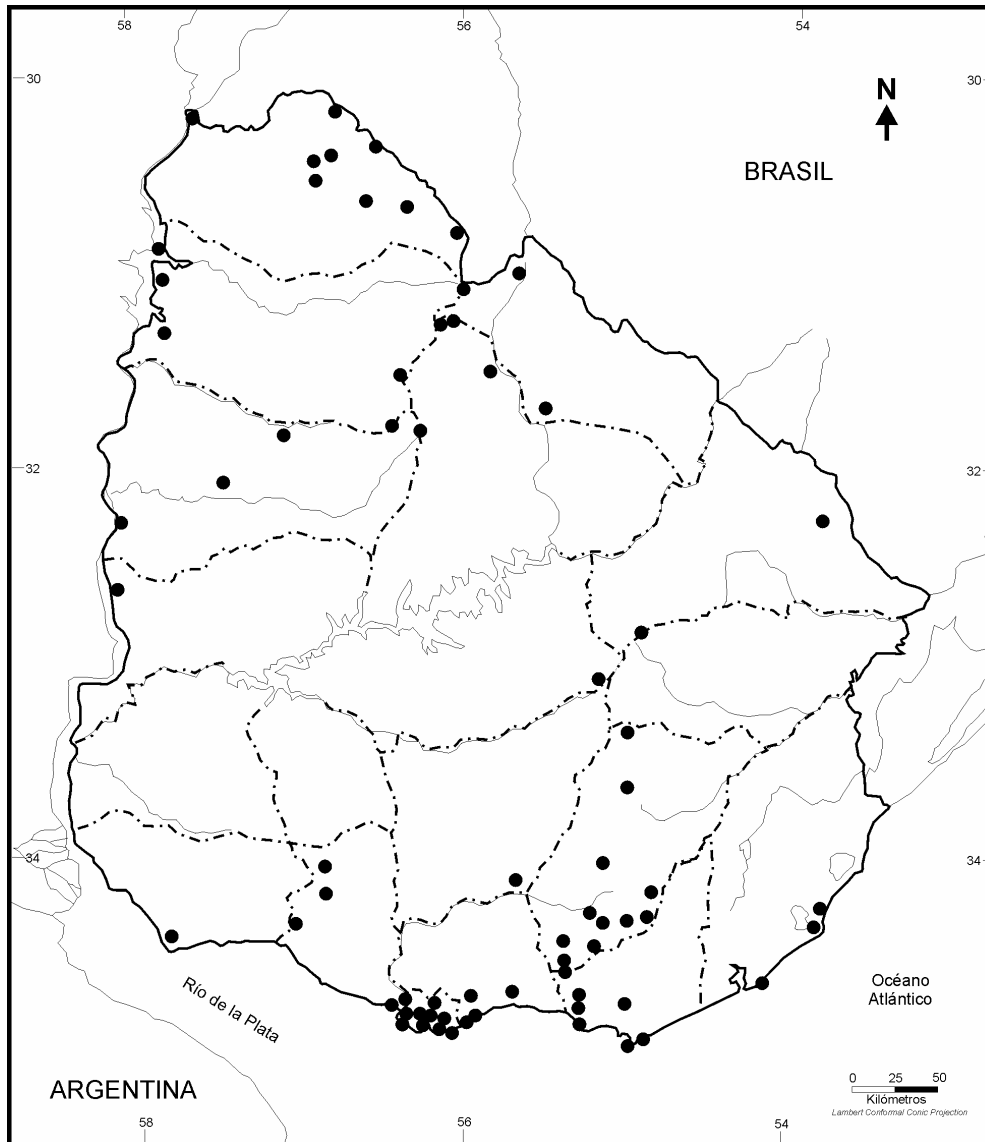 58
56
54
30
30
N
BRASIL
32
32
34
34
Río de la Plata
Océano
Atlántico
ARGENTINA
0 25 50
Kilómetros
Lambert Conformal Conic Projection
58
56
54